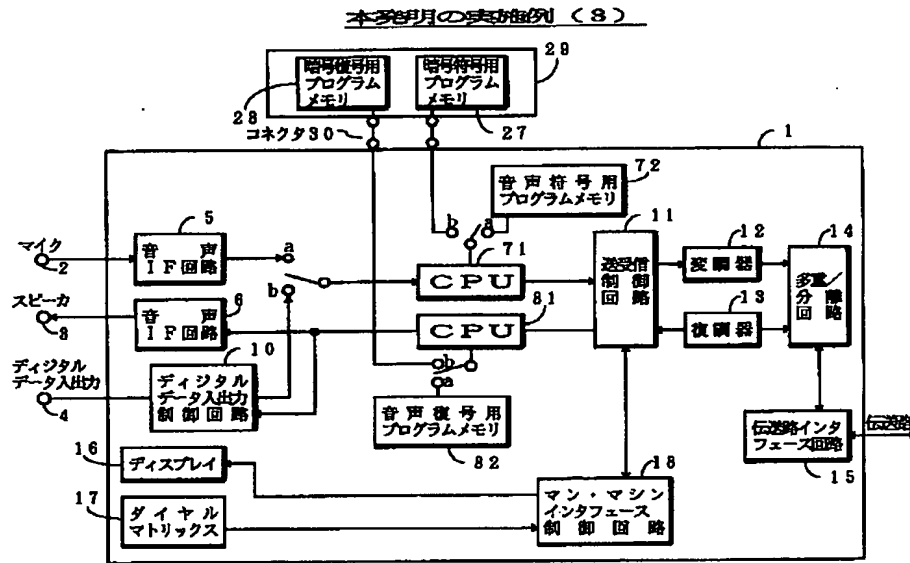 本発明の実施例(8)
29
暗号復号用
プログラム
メモリ
暗号符号用
プログラム
メモリ
28
27
コネクタ30
1
72
音声符号用
プログラムメモリ
b
a
5
音声
IF回路
マイク
2
a
b
71
CPU
11
送受信
制御
回路
12
変調器
14
多重/
分離
回路
スピーカ
3
6
音声
IF回路
81
CPU
13
復調器
b
a
ディジタル
データ入出力
4
10
ディジタル
データ入出力
制御回路
音声復号用
プログラムメモリ
82
伝送路
伝送路インタ
フェース回路
15
16
ディスプレイ
17
ダイヤル
マトリックス
18
マン・マシン
インタフェース
制御回路